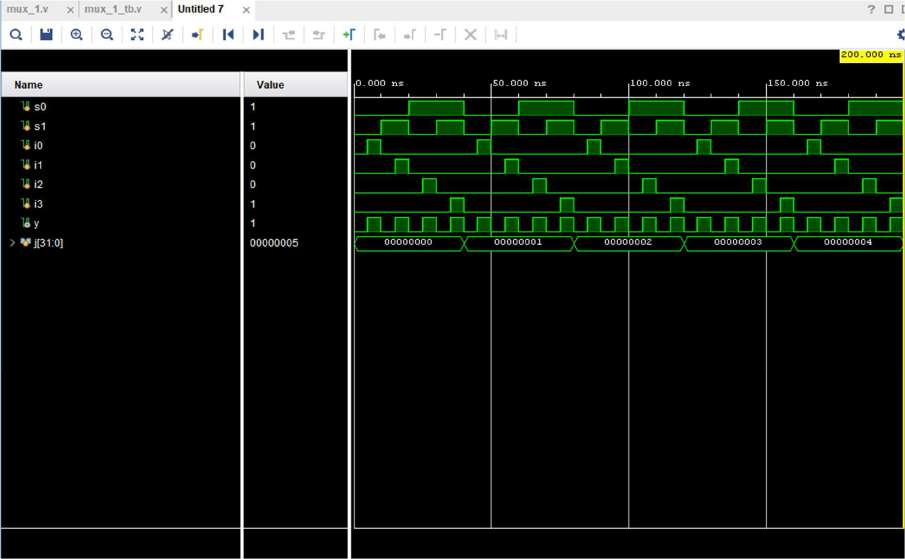 mux_1.v × mux_1_tb.v × Untitled 7 × ?
200.000 ns
Name Value 0.000 ns 50.000 ns 100.000 ns 150.000 ns
s0 1
s1 1
i0 0
i1 0
i2 0
i3 1
y 1
j[31:0] 00000005 00000000 00000001 00000002 00000003 00000004